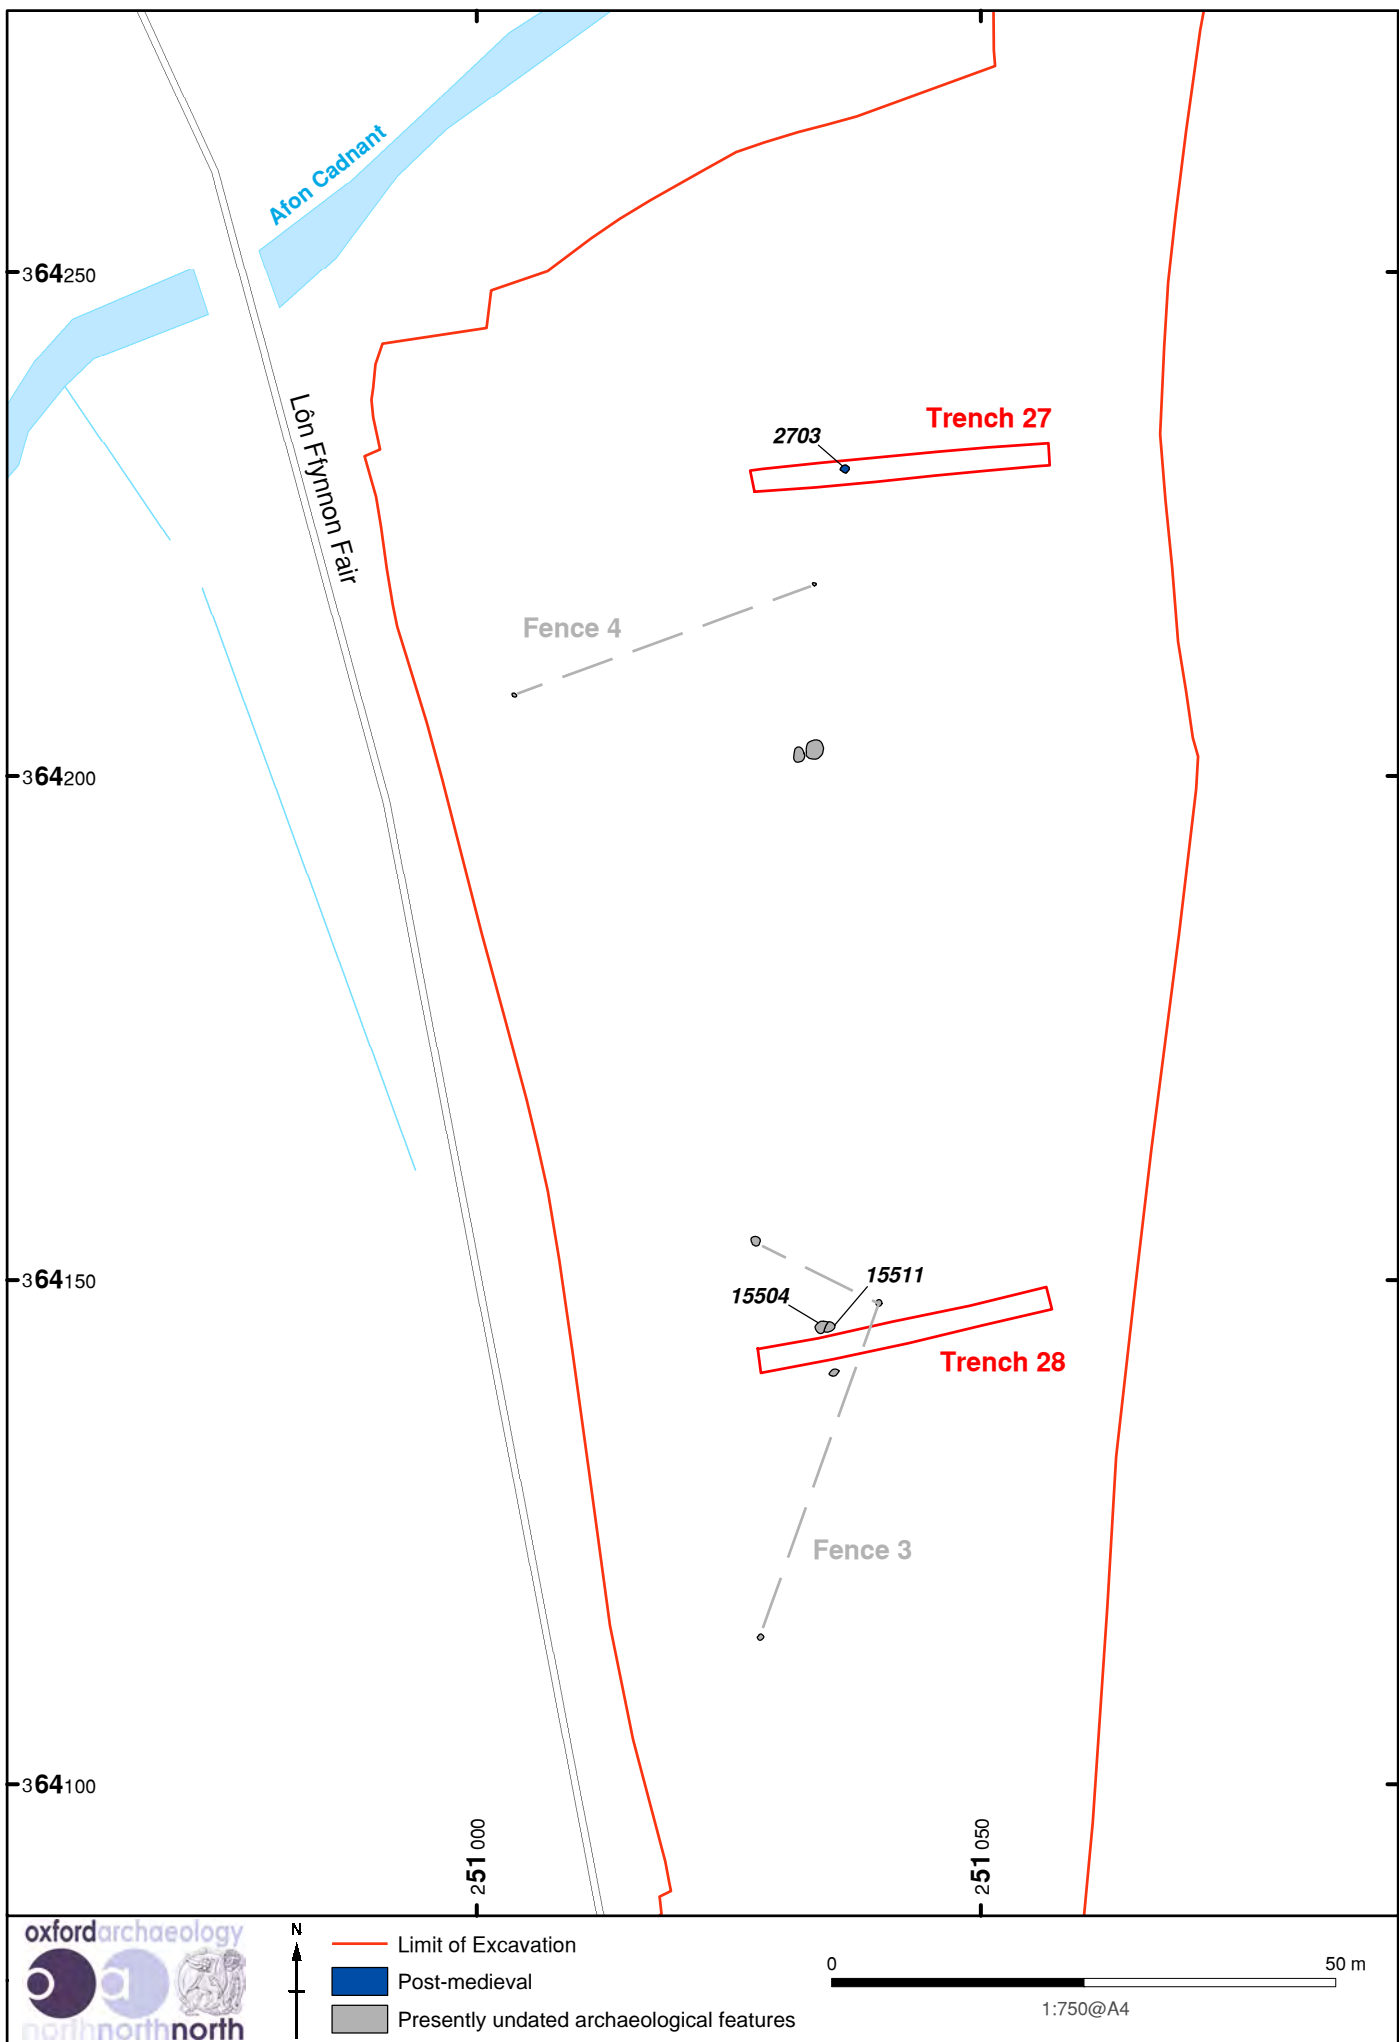 Afon Cadnant
364250
Lôn Ffynnon Fair
Trench 27
2703
Fence 4
364200
364150
15511
15504
Trench 28
Fence 3
364100
251000
251050
oxfordarchaeology
oa
northnorthnorth
N
Limit of Excavation
Post-medieval
Presently undated archaeological features
0 50 m
1:750@A4